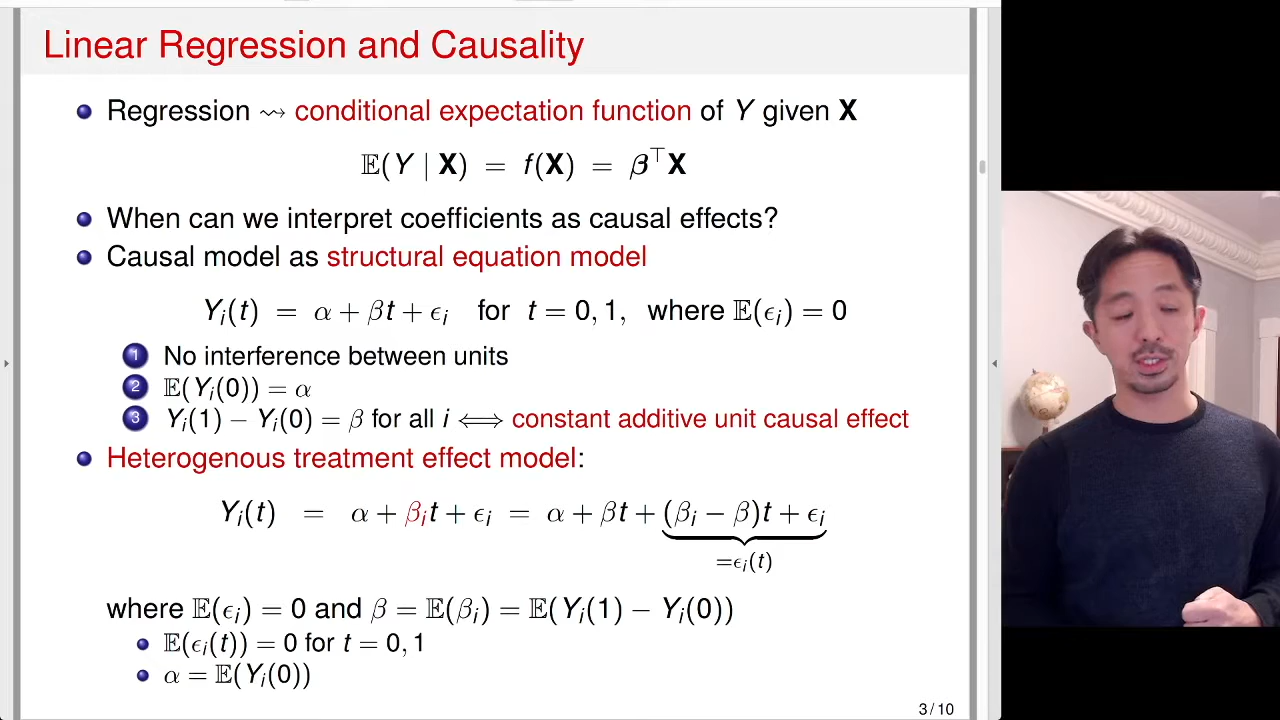 Linear Regression and Causality
Regression ⇝ conditional expectation function of Y given X
𝔼(Y | X) = f(X) = β⊤X
When can we interpret coefficients as causal effects?
Causal model as structural equation model
Yᵢ(t) = α + βt + ϵᵢ for t = 0, 1, where 𝔼(ϵᵢ) = 0
1 No interference between units
2 𝔼(Yᵢ(0)) = α
3 Yᵢ(1) − Yᵢ(0) = β for all i ⟺ constant additive unit causal effect
Heterogenous treatment effect model:
Yᵢ(t) = α + βᵢt + ϵᵢ = α + βt + (βᵢ − β)t + ϵᵢ
=ϵᵢ(t)
where 𝔼(ϵᵢ) = 0 and β = 𝔼(βᵢ) = 𝔼(Yᵢ(1) − Yᵢ(0))
𝔼(ϵᵢ(t)) = 0 for t = 0, 1
α = 𝔼(Yᵢ(0))
3 / 10